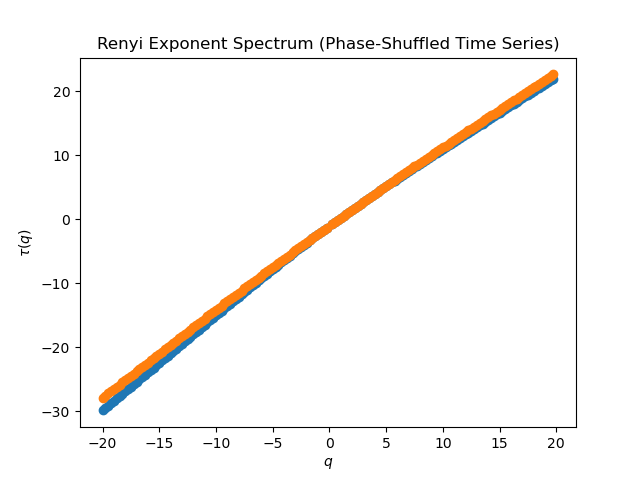 Renyi Exponent Spectrum (Phase-Shuffled Time Series)
20
10
0
−10
−20
−30
τ(q)
−20 −15 −10 −5 0 5 10 15 20
q